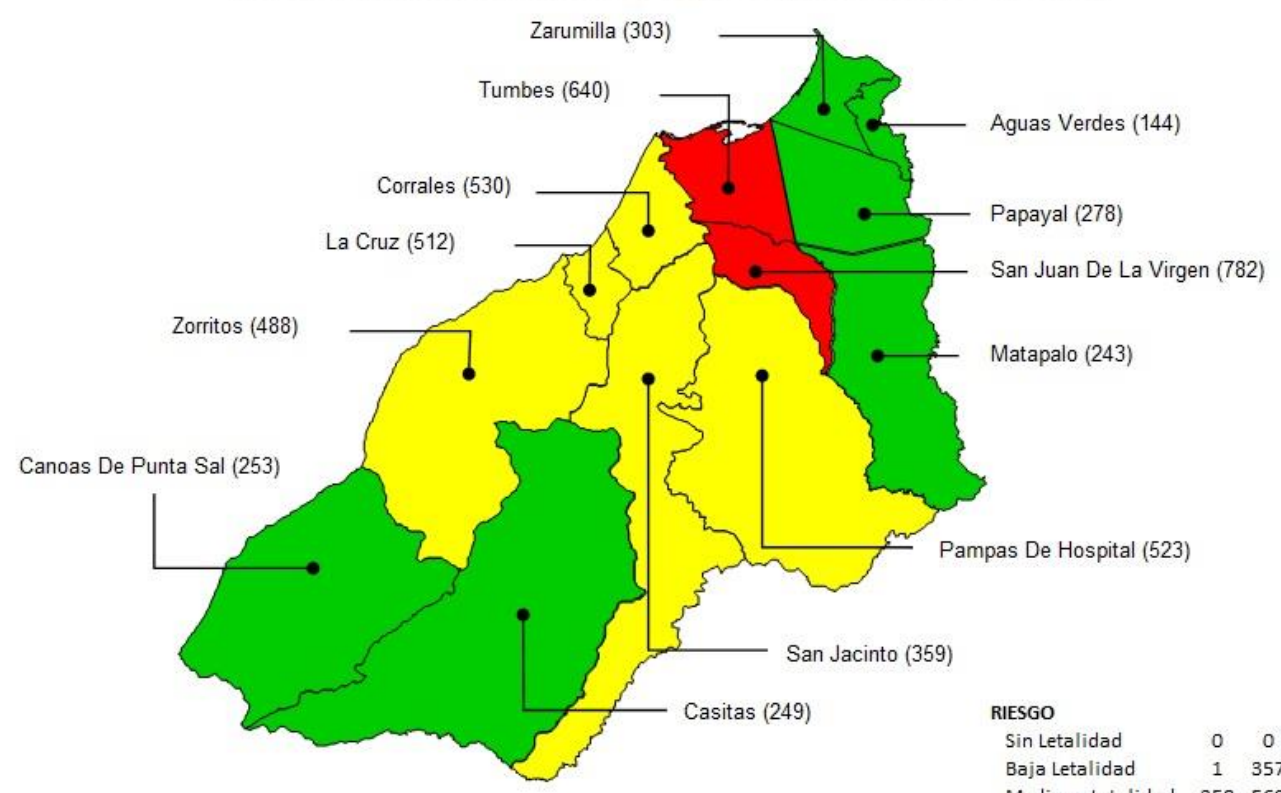 Zarumilla (303)
Tumbes (640)
Aguas Verdes (144)
Corrales (530)
Papayal (278)
La Cruz (512)
San Juan De La Virgen (782)
Zorritos (488)
Matapalo (243)
Canoas De Punta Sal (253)
Pampas De Hospital (523)
San Jacinto (359)
Casitas (249)
RIESGO
Sin Letalidad 0 0
Baja Letalidad 1 357